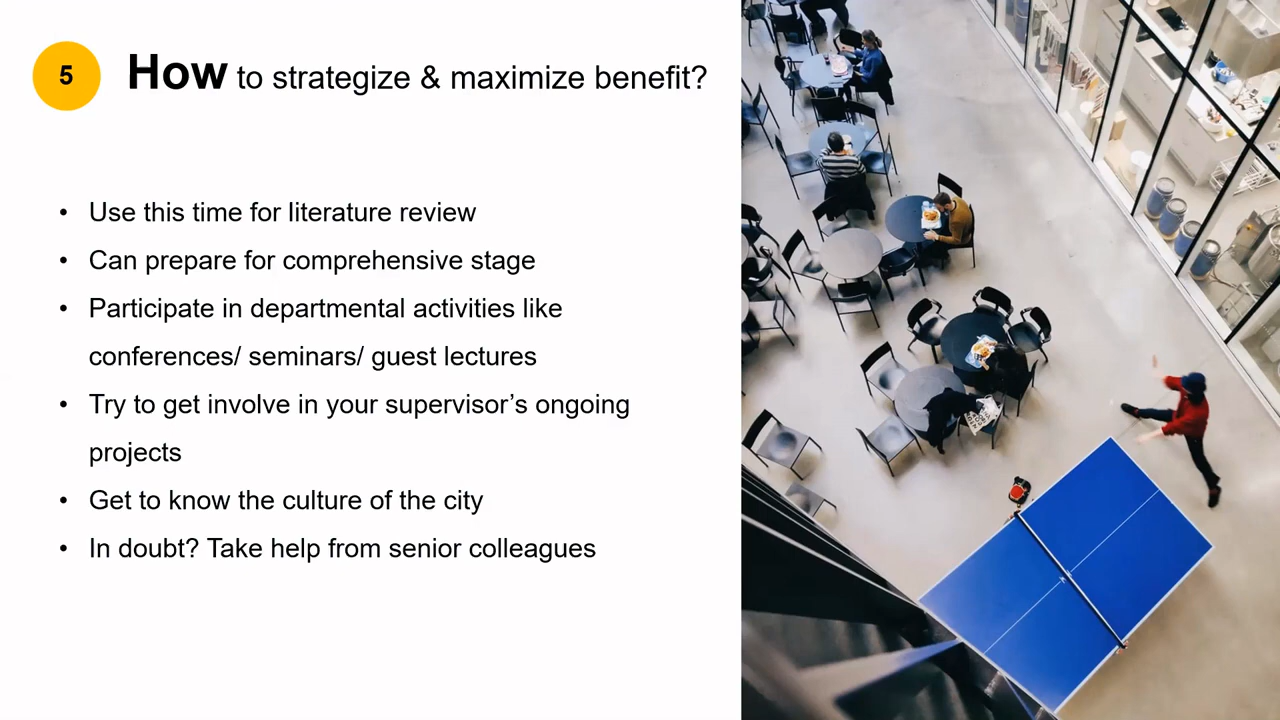 5
How to strategize & maximize benefit?
• Use this time for literature review
• Can prepare for comprehensive stage
• Participate in departmental activities like
conferences/ seminars/ guest lectures
• Try to get involve in your supervisor’s ongoing
projects
• Get to know the culture of the city
• In doubt? Take help from senior colleagues